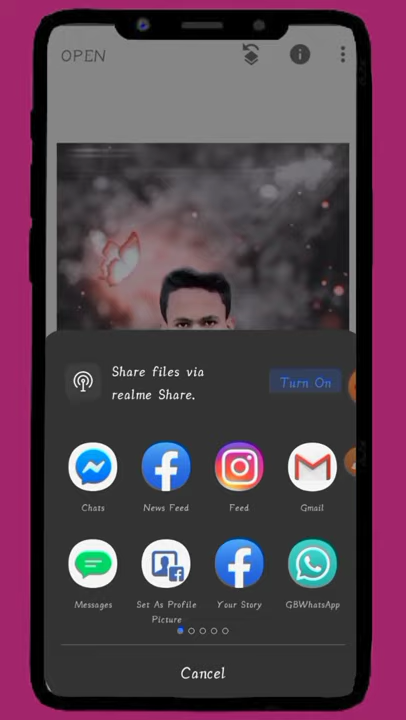 OPEN
Share files via
realme Share.
Turn On
Chats
News Feed
Feed
Gmail
Messages
Set As Profile
Picture
Your Story
GBWhatsApp
Cancel